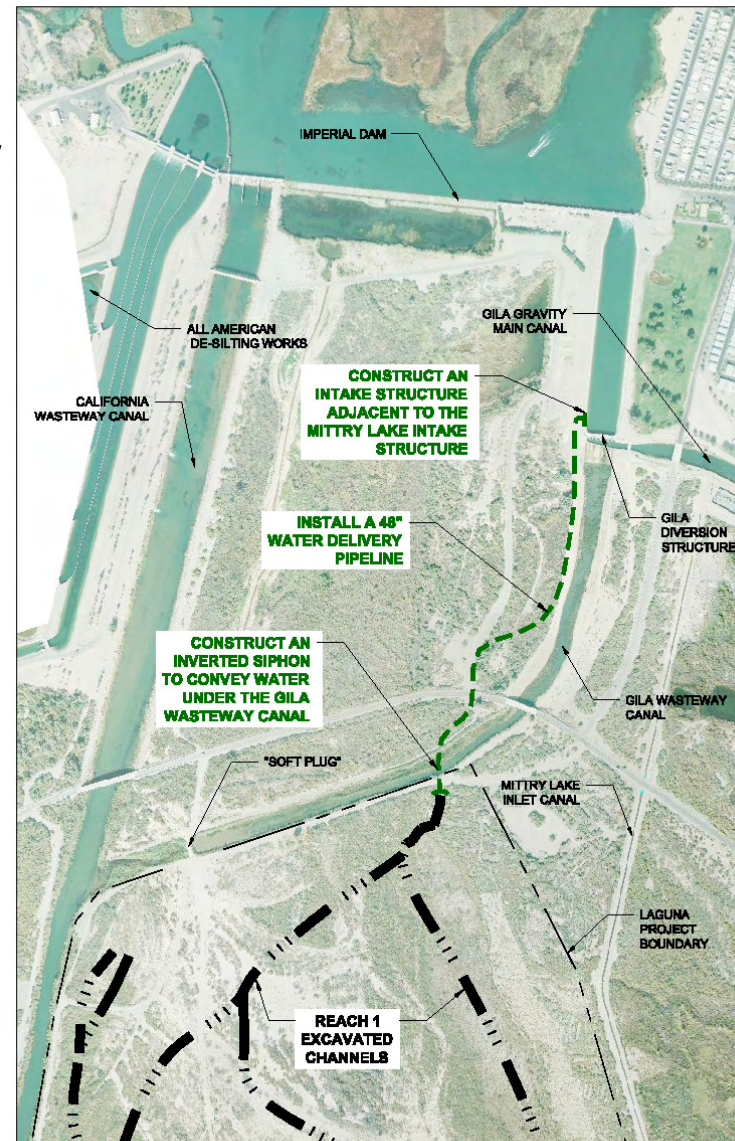 IMPERIAL DAM
ALL AMERICAN
DE-SILTING WORKS
GILA GRAVITY
MAIN CANAL
CONSTRUCT AN
INTAKE STRUCTURE
ADJACENT TO THE
MITTRY LAKE INTAKE
STRUCTURE
CALIFORNIA
WASTEWAY CANAL
INSTALL A 48"
WATER DELIVERY
PIPELINE
GILA
DIVERSION
STRUCTURE
CONSTRUCT AN
INVERTED SIPHON
TO CONVEY WATER
UNDER THE GILA
WASTEWAY CANAL
GILA WASTEWAY
CANAL
"SOFT PLUG"
MITTRY LAKE
INLET CANAL
LAGUNA
PROJECT
BOUNDARY
REACH 1
EXCAVATED
CHANNELS